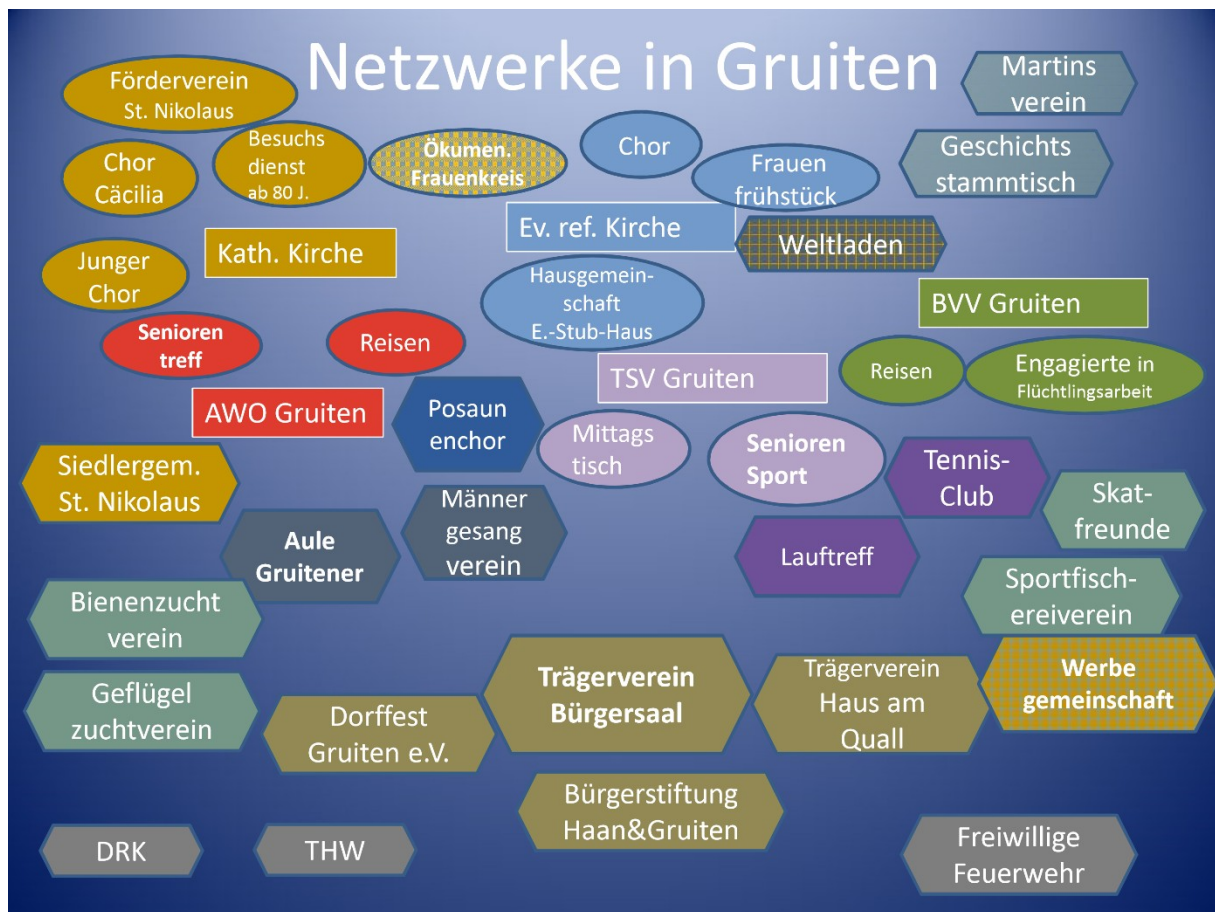 Netzwerke in Gruiten
Förderverein
St. Nikolaus
Martins
verein
Chor
Cäcilia
Besuchs
dienst
ab 80 J.
Ökumen.
Frauenkreis
Chor
Frauen
frühstück
Geschichts
stammtisch
Junger
Chor
Kath. Kirche
Ev. ref. Kirche
Weltladen
Hausgemein-
schaft
E.-Stub-Haus
BVV Gruiten
Senioren
treff
Reisen
AWO Gruiten
TSV Gruiten
Reisen
Engagierte in
Flüchtlingsarbeit
Posaun
enchor
Mittags
tisch
Senioren
Sport
Tennis-
Club
Siedlergem.
St. Nikolaus
Skat-
freunde
Aule
Gruitener
Männer
gesang
verein
Lauftreff
Bienenzucht
verein
Sportfisch-
ereiverein
Geflügel
zuchtverein
Dorffest
Gruiten e.V.
Trägerverein
Bürgersaal
Trägerverein
Haus am
Quall
Werbe
gemeinschaft
Bürgerstiftung
Haan&Gruiten
DRK
THW
Freiwillige
Feuerwehr